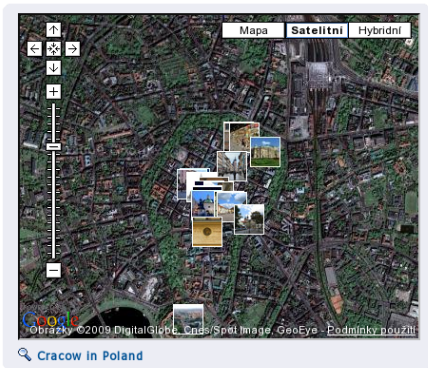 Mapa
Satelitní
Hybridní
Google
Obrázky ©2009 DigitalGlobe, Cnes/Spot Image, GeoEye - Podmínky použití
Cracow in Poland